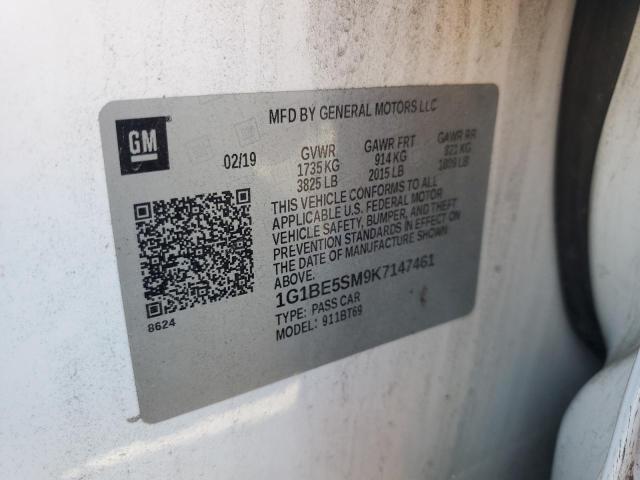 MFD BY GENERAL MOTORS LLC
GM
02/19 GVWR GAWR FRT GAWR RR
1735 KG 914 KG 821 KG
3825 LB 2015 LB 1809 LB
THIS VEHICLE CONFORMS TO ALL
APPLICABLE U.S. FEDERAL MOTOR
VEHICLE SAFETY, BUMPER, AND THEFT
PREVENTION STANDARDS IN EFFECT ON
THE DATE OF MANUFACTURE SHOWN
ABOVE.
1G1BE5SM9K7147461
TYPE: PASS CAR
MODEL: 911BT69
8624